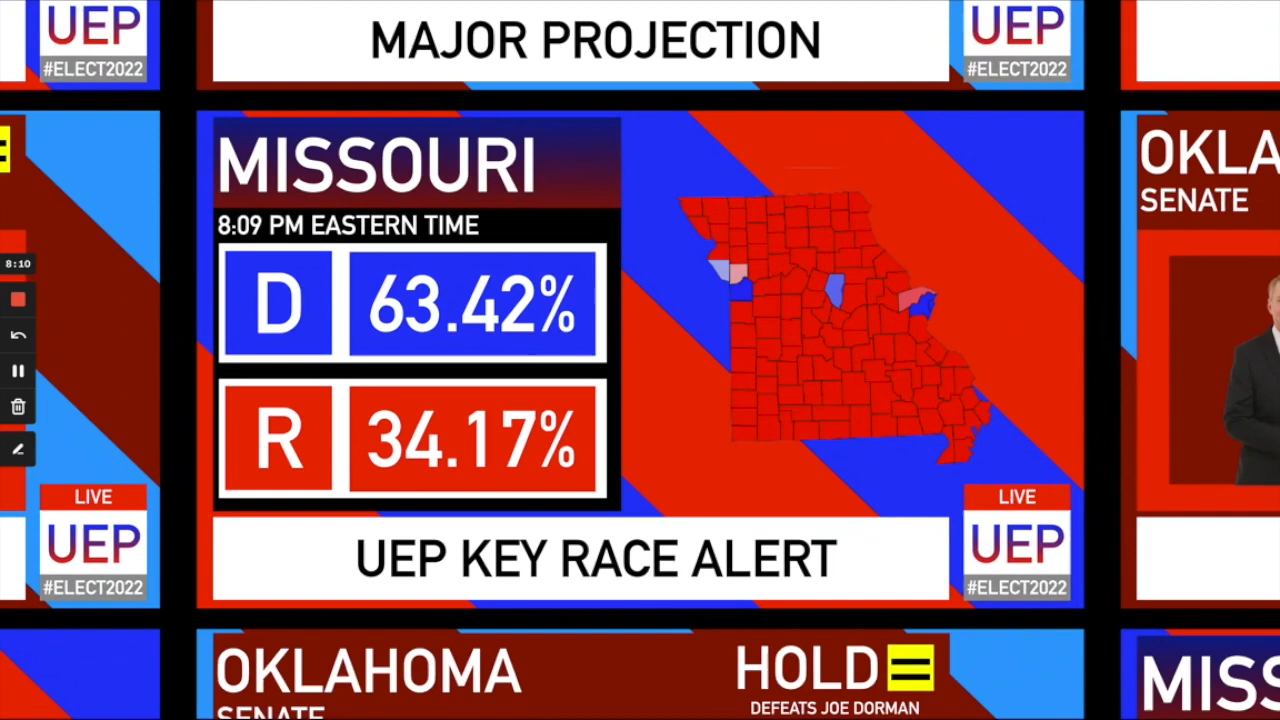 UEP
#ELECT2022
MAJOR PROJECTION
UEP
#ELECT2022
MISSOURI
8:09 PM EASTERN TIME
D 63.42%
R 34.17%
OKLA
SENATE
8:10
LIVE
UEP
#ELECT2022
UEP KEY RACE ALERT
LIVE
UEP
#ELECT2022
OKLAHOMA
SENATE
HOLD
DEFEATS JOE DORMAN
MISS